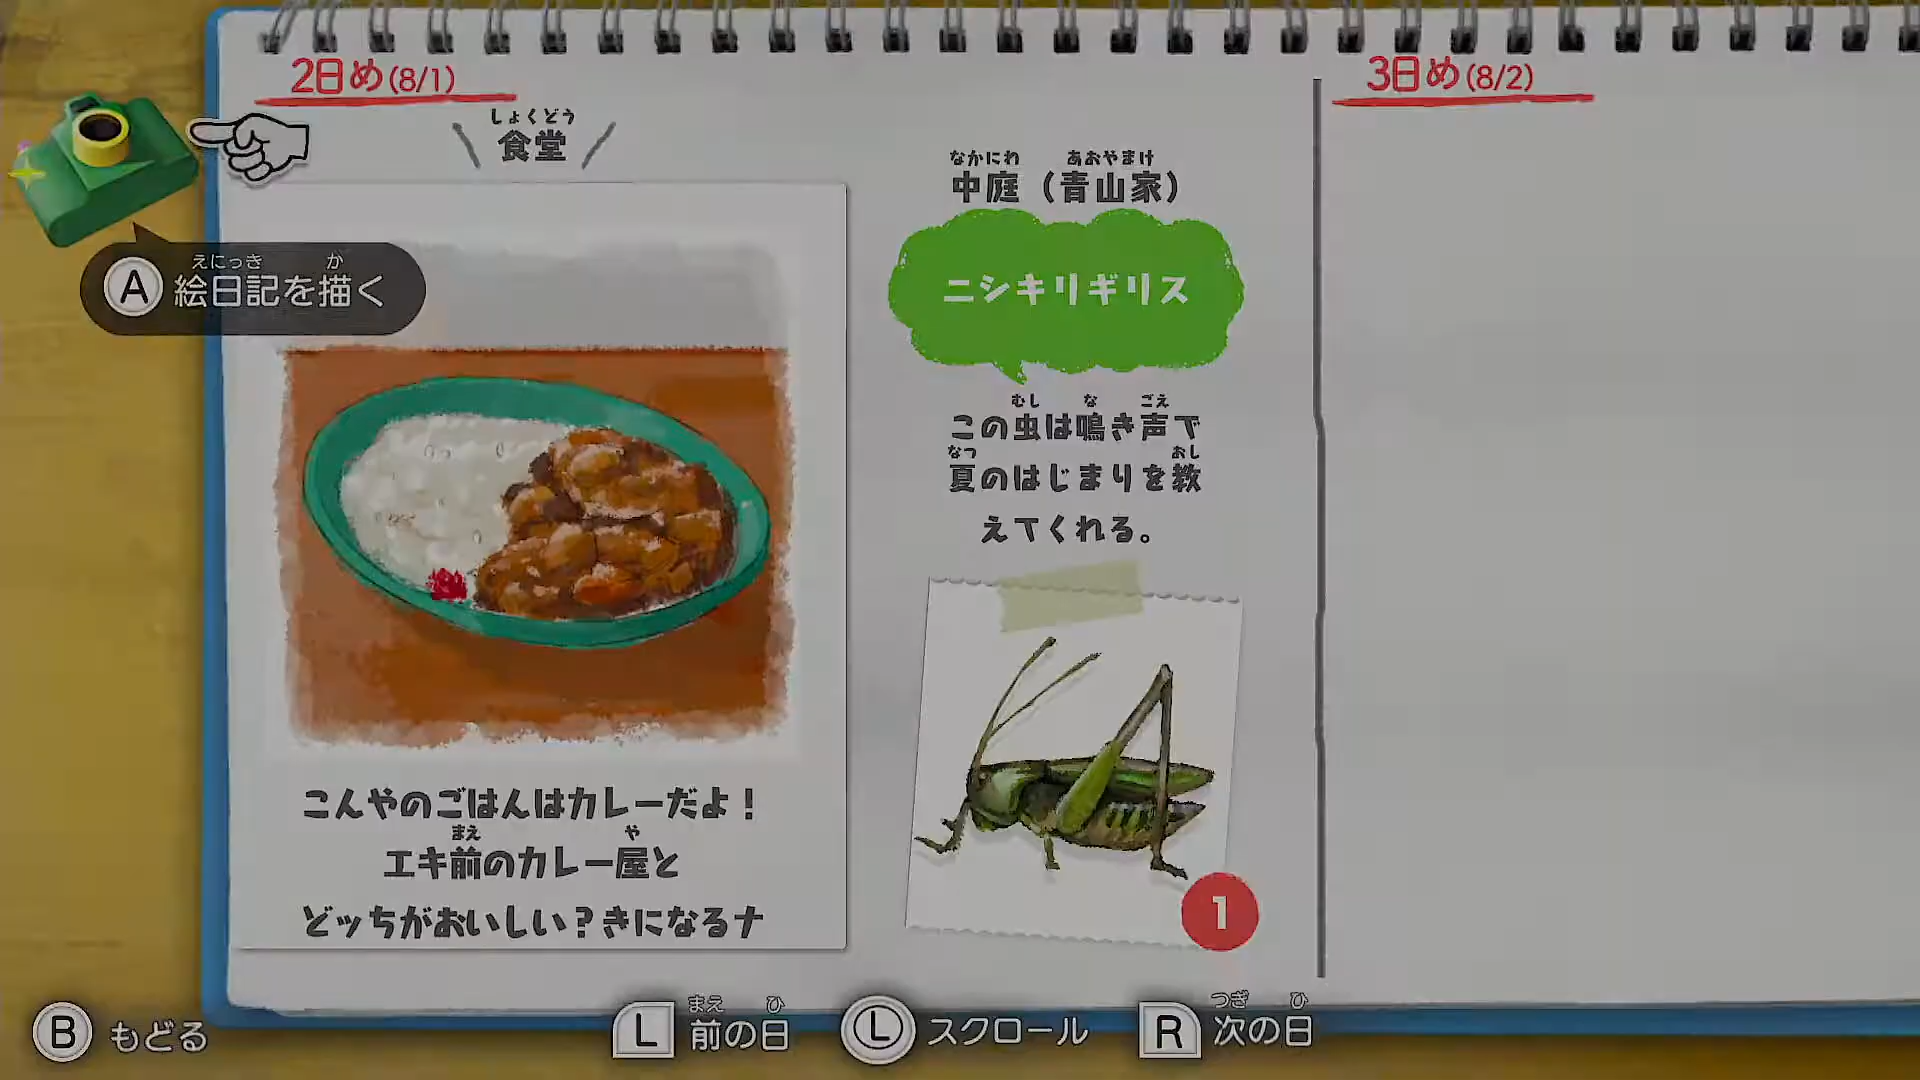 2日め(8/1)
しょくどう
食堂
えにっき か
A 絵日記を描く
こんやのごはんはカレーだよ！
まえ や
エキ前のカレー屋と
どッちがおいしい？きになるナ
なかにわ あおやまけ
中庭（青山家）
ニシキリギリス
むし な ごえ
この虫は鳴き声で
なつ おし
夏のはじまりを教
えてくれる。
1
3日め(8/2)
B もどる
まえ ひ
L 前の日
L スクロール
つぎ ひ
R 次の日